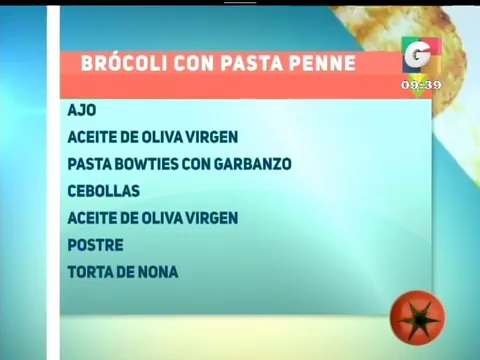 BRÓCOLI CON PASTA PENNE
G
09:39
AJO
ACEITE DE OLIVA VIRGEN
PASTA BOWTIES CON GARBANZO
CEBOLLAS
ACEITE DE OLIVA VIRGEN
POSTRE
TORTA DE NONA